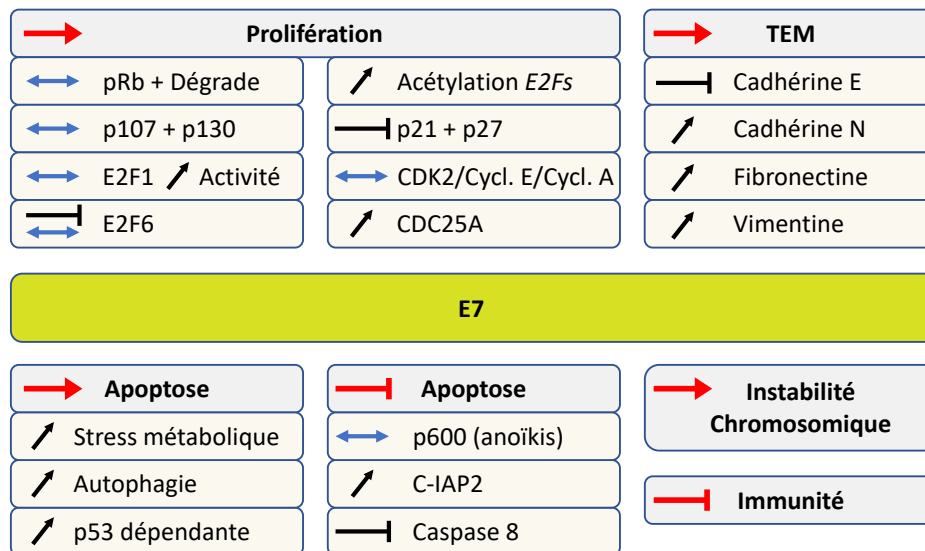 Prolifération
pRb + Dégrade
p107 + p130
E2F1 Activité
E2F6
Acétylation E2Fs
p21 + p27
CDK2/Cycl. E/Cycl. A
CDC25A
TEM
Cadhérine E
Cadhérine N
Fibronectine
Vimentine
E7
Apoptose
Stress métabolique
Autophagie
p53 dépendante
Apoptose
p600 (anoïkis)
C-IAP2
Caspase 8
Instabilité
Chromosomique
Immunité